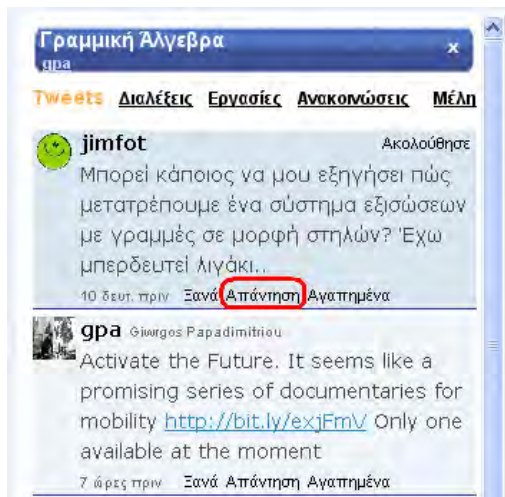 Γραμμική Άλγεβρα x
gpa
Tweets Διαλέξεις Εργασίες Ανακοινώσεις Μέλη
jimfot Ακολούθησε
Μπορεί κάποιος να μου εξηγήσει πώς
μετατρέπουμε ένα σύστημα εξισώσεων
με γραμμές σε μορφή στηλών? Έχω
μπερδευτεί λιγάκι...
10 δευτ. πριν Ξανά Απάντηση Αγαπημένα
gpa Giwrgos Papadimitriou
Activate the Future. It seems like a
promising series of documentaries for
mobility http://bit.ly/exjFmV Only one
available at the moment
7 ώρες πριν Ξανά Απάντηση Αγαπημένα